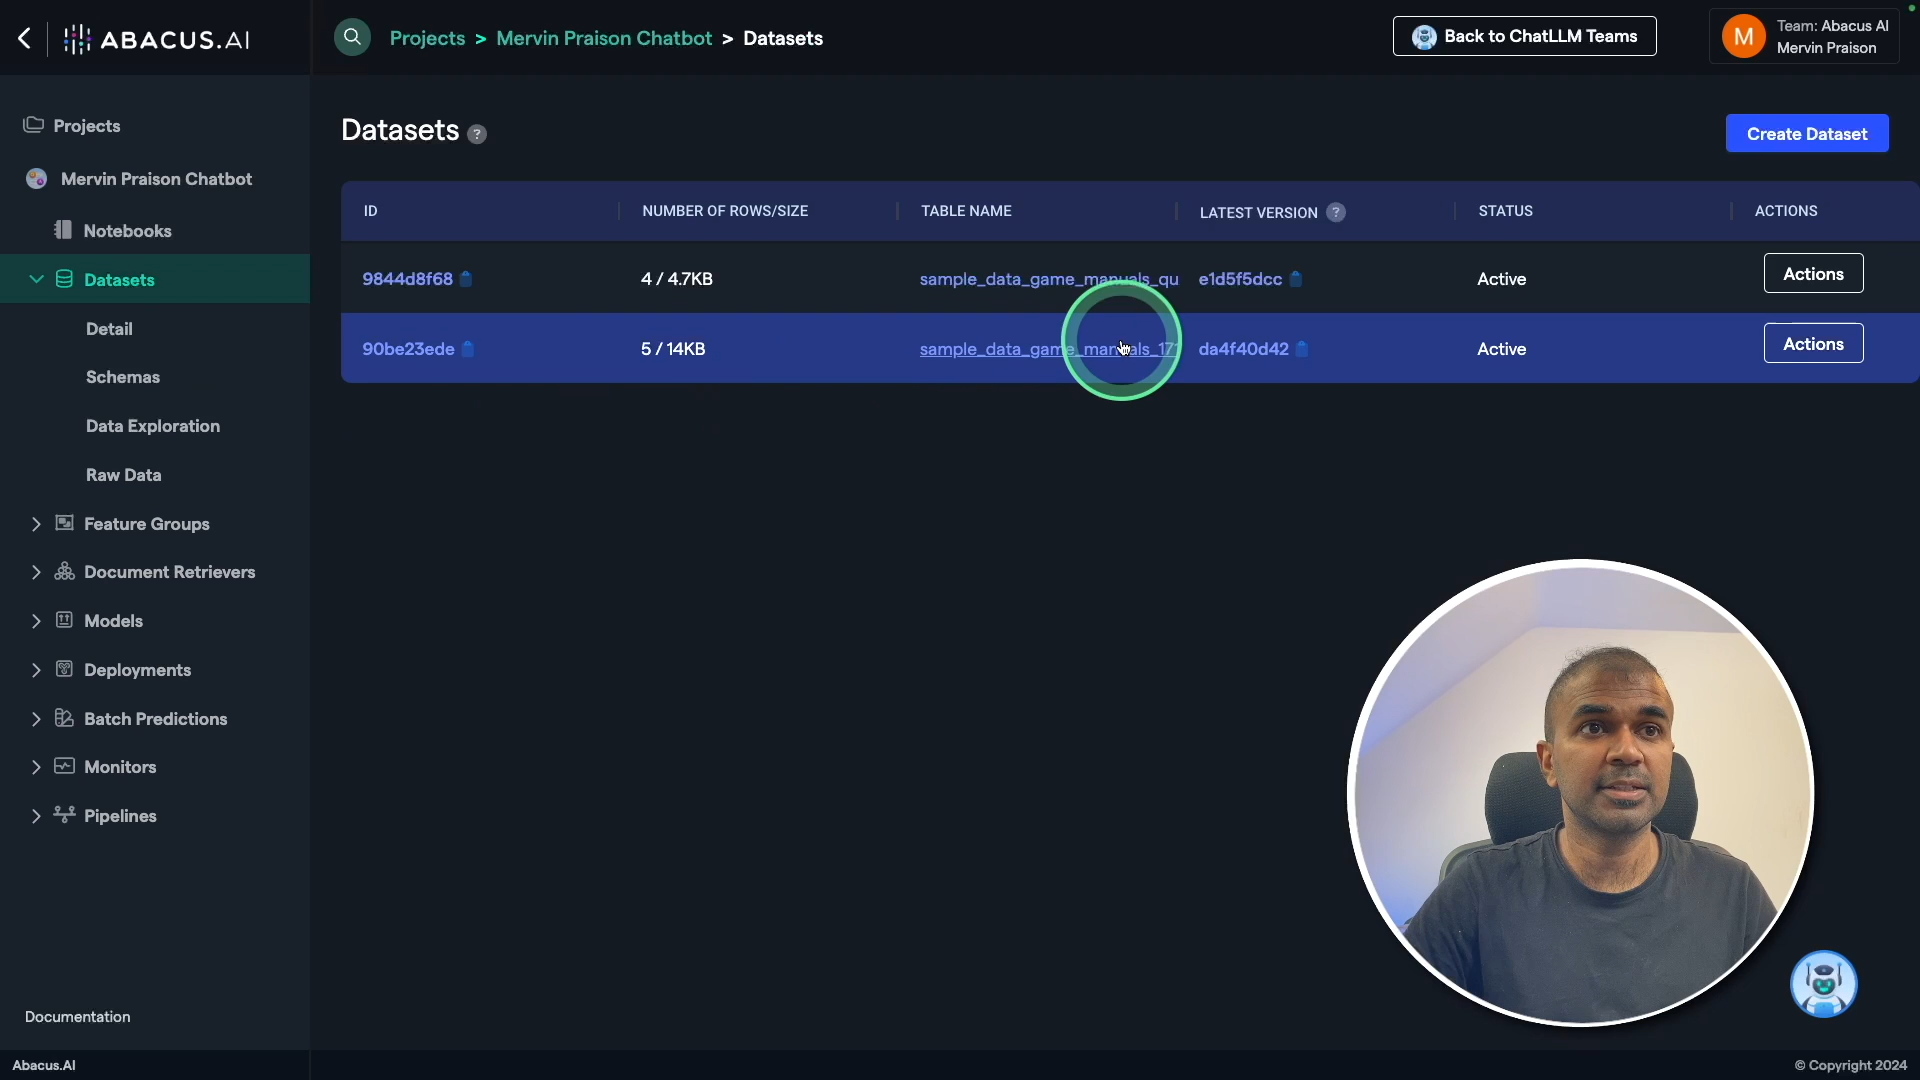 ABACUS.AI
Projects > Mervin Praison Chatbot > Datasets
Back to ChatLLM Teams
M
Team: Abacus AI
Mervin Praison
Projects
Mervin Praison Chatbot
Notebooks
Datasets
Detail
Schemas
Data Exploration
Raw Data
Feature Groups
Document Retrievers
Models
Deployments
Batch Predictions
Monitors
Pipelines
Documentation
Abacus.AI
Datasets ?
Create Dataset
ID NUMBER OF ROWS/SIZE TABLE NAME LATEST VERSION ? STATUS ACTIONS
9844d8f68 4 / 4.7KB sample_data_game_manuals_qu e1d5f5dcc Active Actions
90be23ede 5 / 14KB sample_data_game_manuals_17 da4f40d42 Active Actions
© Copyright 2024